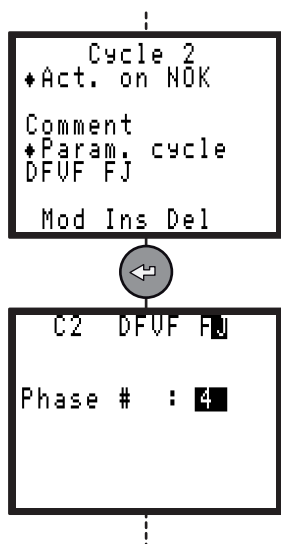 Cycle 2
♦Act. on NOK
Comment
♦Param. cycle
DFVF FJ
Mod Ins Del
C2 DFVF FJ
Phase # : 4